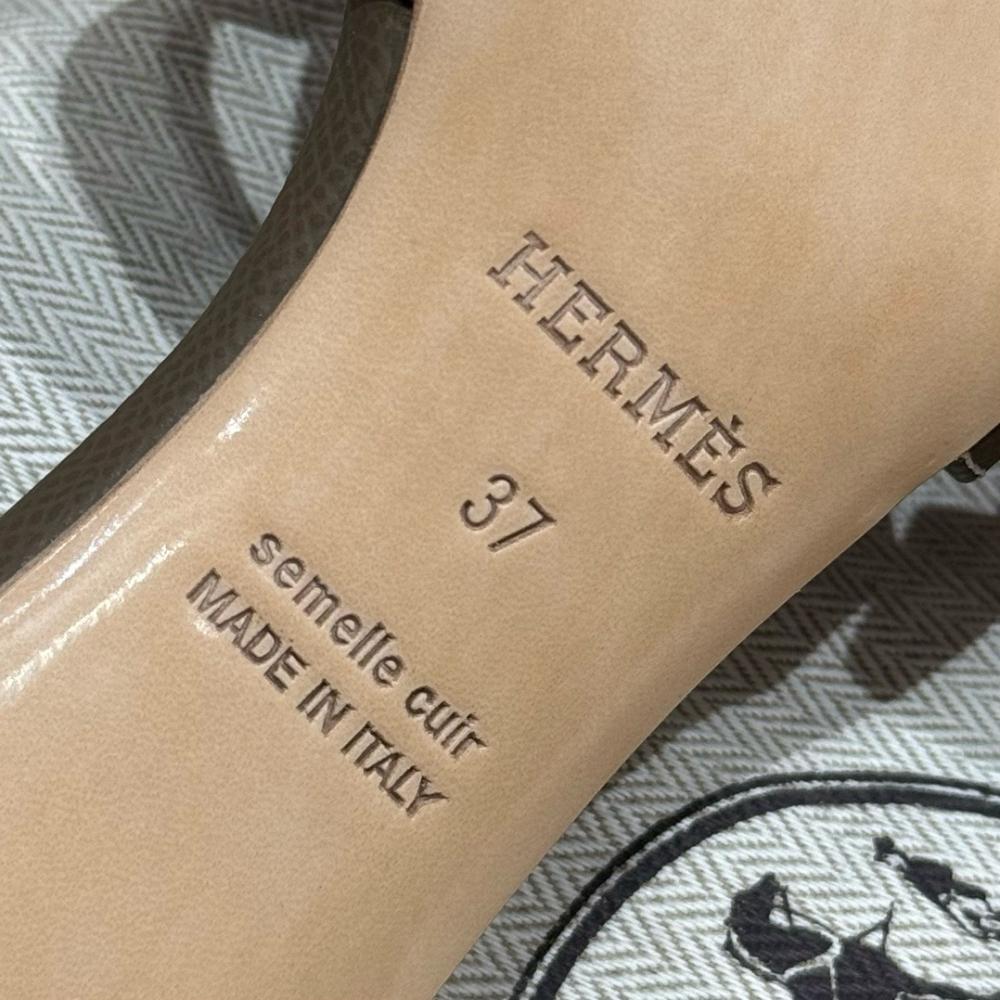 HERMÈS
37
semelle cuir
MADE IN ITALY